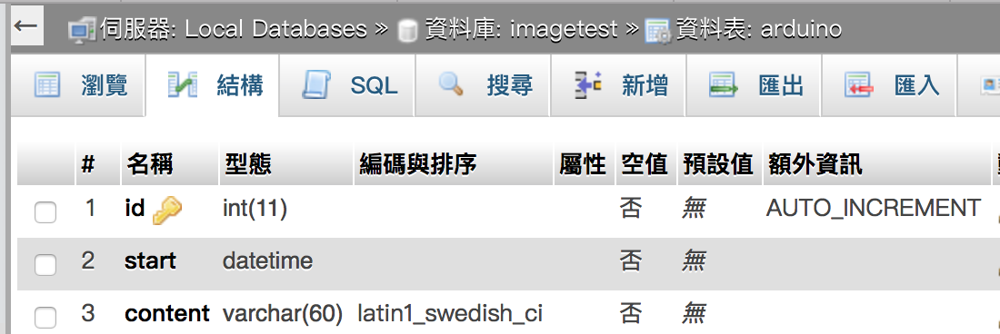 ← 伺服器: Local Databases » 資料庫: imagetest » 資料表: arduino
瀏覽 結構 SQL 搜尋 新增 匯出 匯入
# 名稱 型態 編碼與排序 屬性 空值 預設值 額外資訊
1 id int(11) 否 無 AUTO_INCREMENT
2 start datetime 否 無
3 content varchar(60) latin1_swedish_ci 否 無